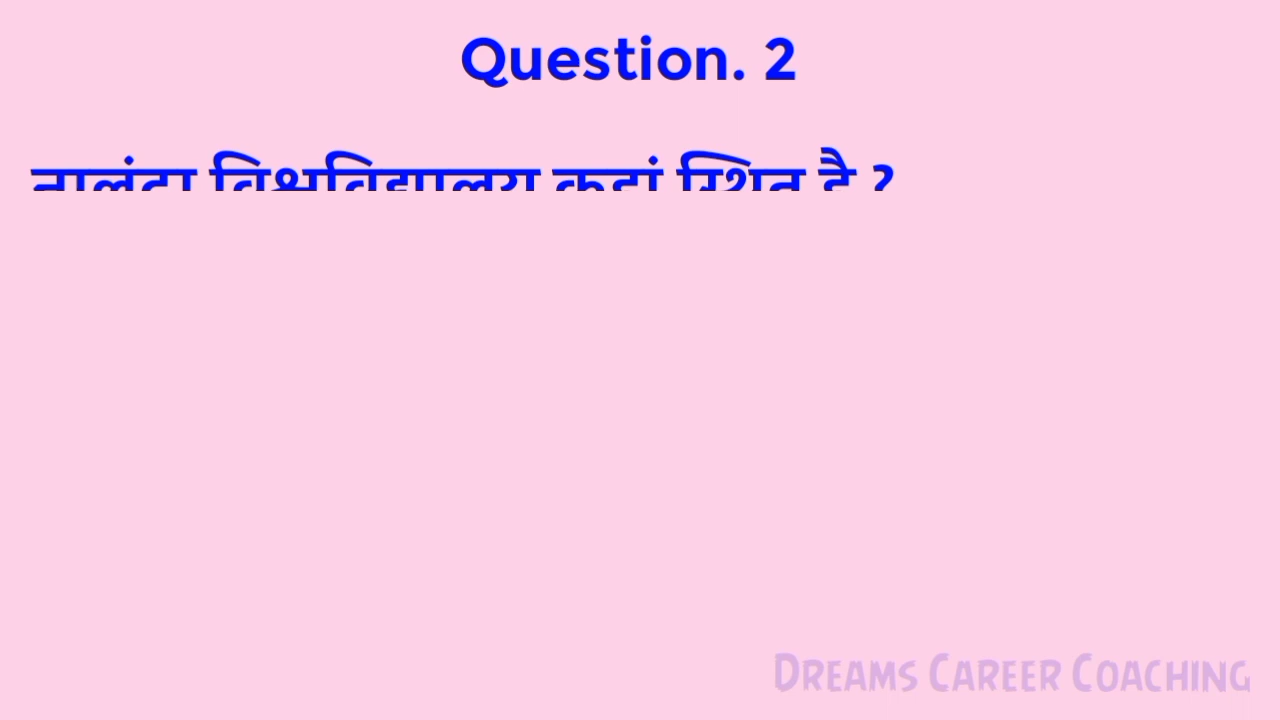 Question. 2
नालंदा विश्वविद्यालय कहां स्थित है ?
DREAMS CAREER COACHING